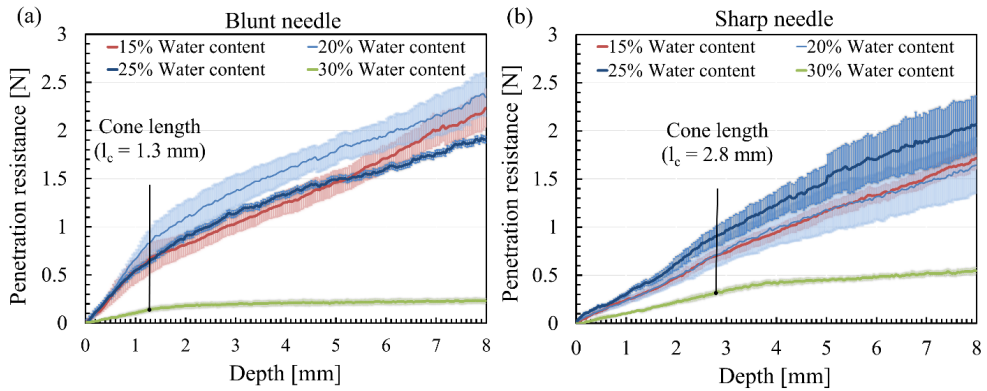 (a)
Blunt needle
15% Water content
20% Water content
25% Water content
30% Water content
Cone length
(lc = 1.3 mm)
Penetration resistance [N]
3
2.5
2
1.5
1
0.5
0
0 1 2 3 4 5 6 7 8
Depth [mm]
(b)
Sharp needle
15% Water content
20% Water content
25% Water content
30% Water content
Cone length
(lc = 2.8 mm)
Penetration resistance [N]
3
2.5
2
1.5
1
0.5
0
0 1 2 3 4 5 6 7 8
Depth [mm]